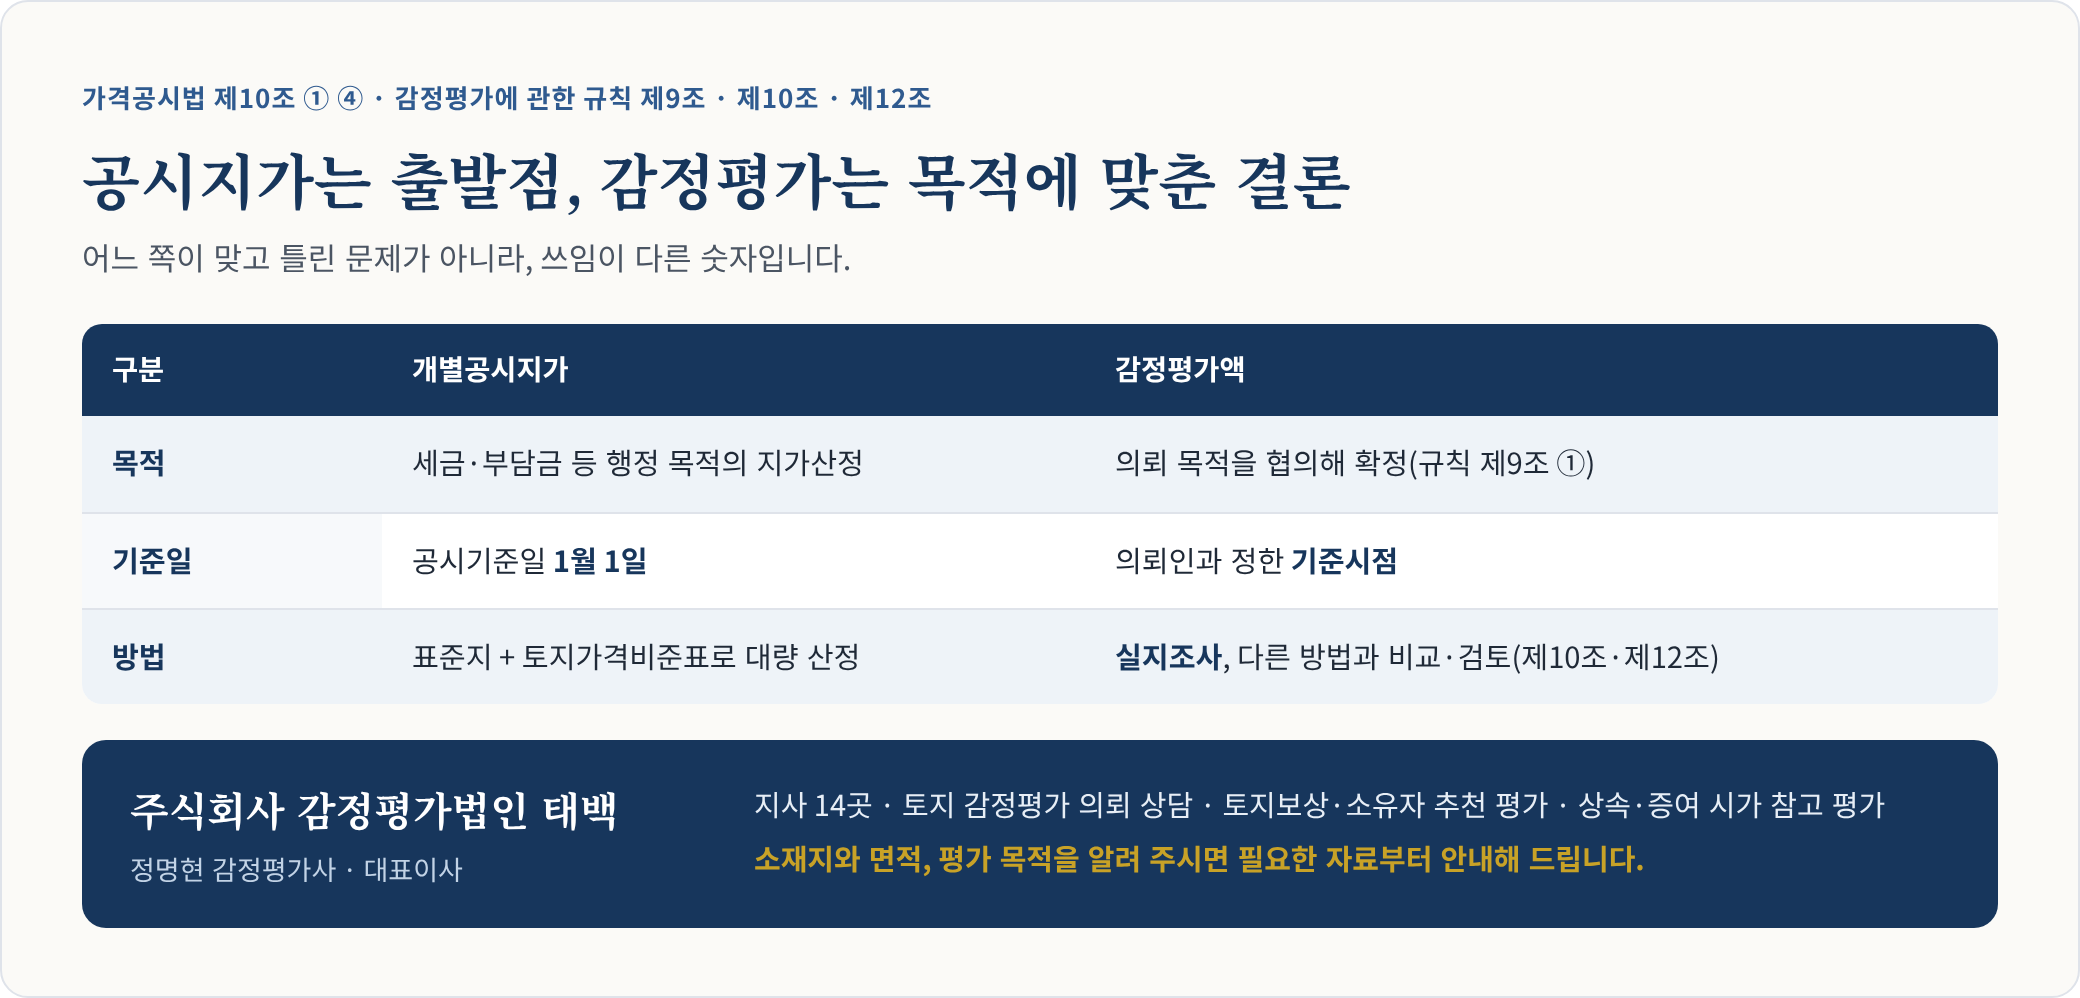 가격공시법 제10조 ① ④ · 감정평가에 관한 규칙 제9조 · 제10조 · 제12조
공시지가는 출발점, 감정평가는 목적에 맞춘 결론
어느 쪽이 맞고 틀린 문제가 아니라, 쓰임이 다른 숫자입니다.
구분 개별공시지가 감정평가액
목적 세금·부담금 등 행정 목적의 지가산정 의뢰 목적을 협의해 확정(규칙 제9조 ①)
기준일 공시기준일 1월 1일 의뢰인과 정한 기준시점
방법 표준지 + 토지가격비준표로 대량 산정 실지조사, 다른 방법과 비교·검토(제10조·제12조)
주식회사 감정평가법인 태백
정명현 감정평가사 · 대표이사
지사 14곳 · 토지 감정평가 의뢰 상담 · 토지보상·소유자 추천 평가 · 상속·증여 시가 참고 평가
소재지와 면적, 평가 목적을 알려 주시면 필요한 자료부터 안내해 드립니다.